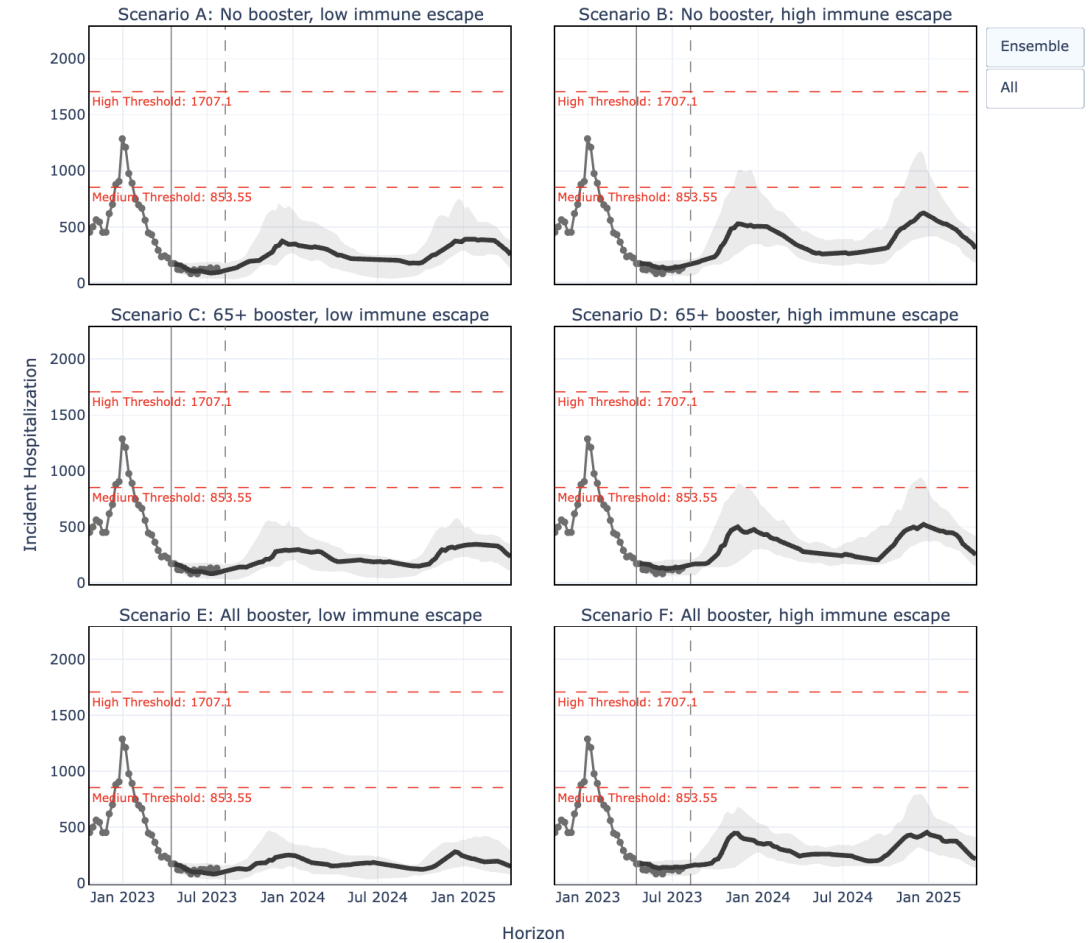 Scenario A: No booster, low immune escape
Scenario B: No booster, high immune escape
Ensemble
All
2000
1500
1000
500
0
High Threshold: 1707.1
Medium Threshold: 853.55
High Threshold: 1707.1
Medium Threshold: 853.55
Scenario C: 65+ booster, low immune escape
Scenario D: 65+ booster, high immune escape
Incident Hospitalization
2000
1500
1000
500
0
High Threshold: 1707.1
Medium Threshold: 853.55
High Threshold: 1707.1
Medium Threshold: 853.55
Scenario E: All booster, low immune escape
Scenario F: All booster, high immune escape
2000
1500
1000
500
0
High Threshold: 1707.1
Medium Threshold: 853.55
High Threshold: 1707.1
Medium Threshold: 853.55
Jan 2023 Jul 2023 Jan 2024 Jul 2024 Jan 2025
Jan 2023 Jul 2023 Jan 2024 Jul 2024 Jan 2025
Horizon